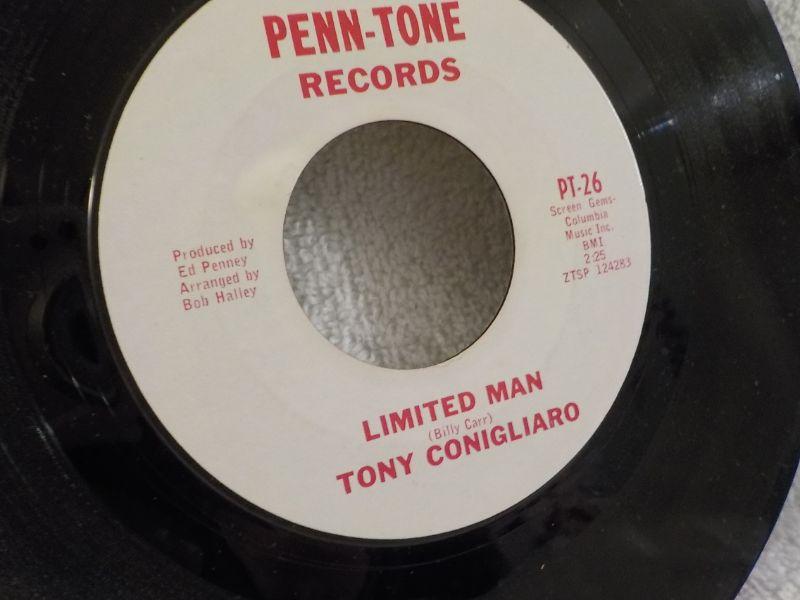 PENN-TONE
RECORDS
PT-26
Screen Gems-
Columbia
Music Inc.
BMI
2:25
ZTSP 124283
Produced by
Ed Penney
Arranged by
Bob Halley
LIMITED MAN
(Billy Carr)
TONY CONIGLIARO